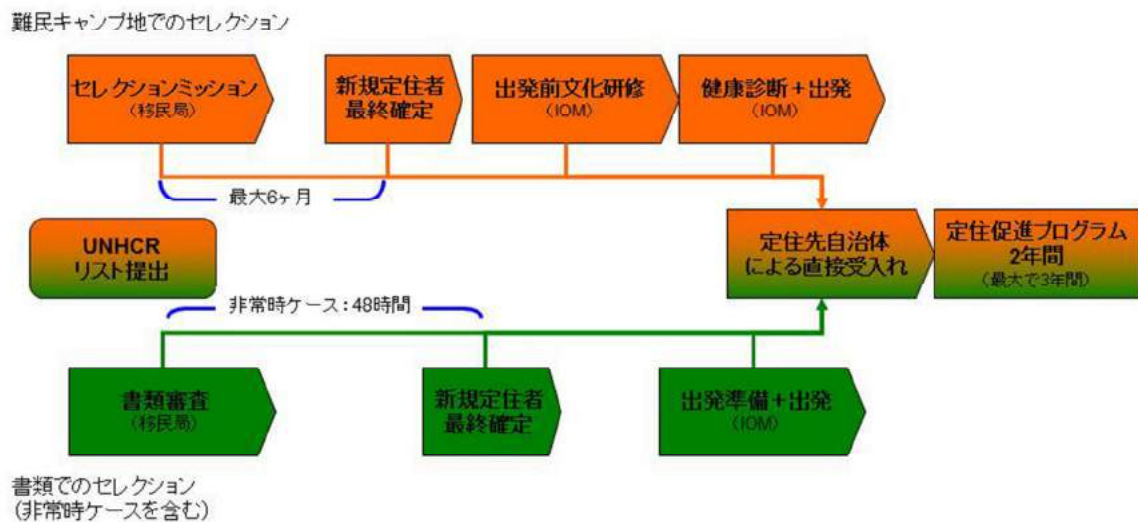 難民キャンプ地でのセレクション
セレクションミッション
(移民局)
新規定住者
最終確定
出発前文化研修
(IOM)
健康診断+出発
(IOM)
最大6ヶ月
UNHCR
リスト提出
定住先自治体
による直接受入れ
定住促進プログラム
2年間
(最大で3年間)
非常時ケース:48時間
書類審査
(移民局)
新規定住者
最終確定
出発準備+出発
(IOM)
書類でのセレクション
(非常時ケースを含む)